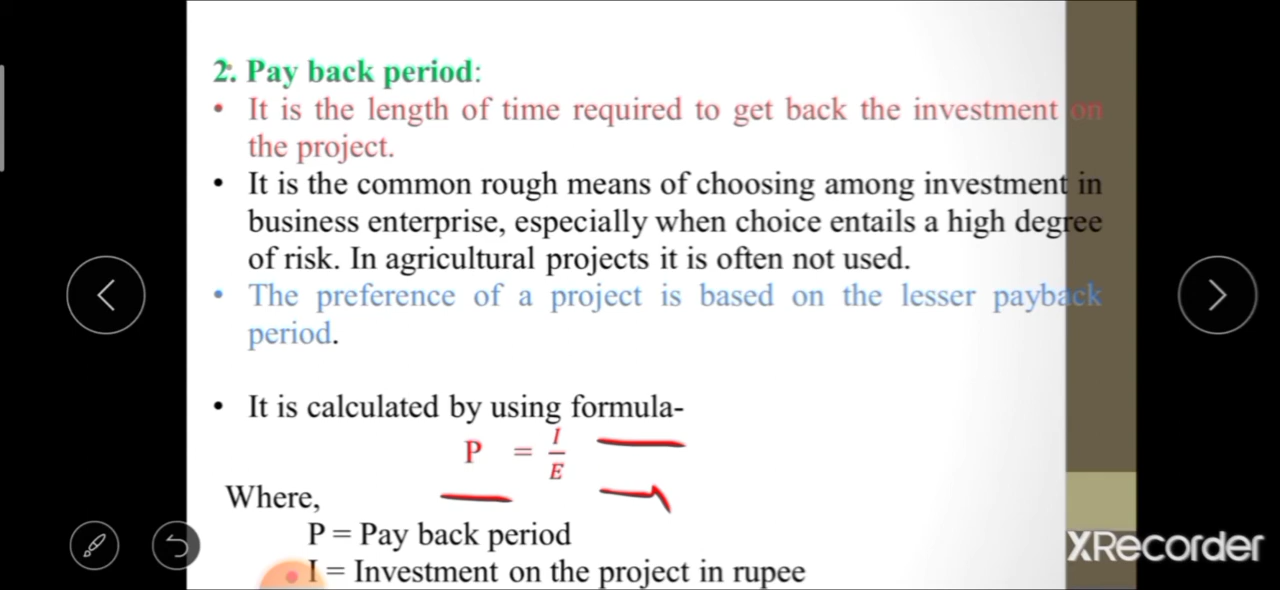 2. Pay back period:
• It is the length of time required to get back the investment on
the project.
• It is the common rough means of choosing among investment in
business enterprise, especially when choice entails a high degree
of risk. In agricultural projects it is often not used.
• The preference of a project is based on the lesser payback
period.
• It is calculated by using formula-
P = I/E
Where,
P = Pay back period
I = Investment on the project in rupee
XRecorder